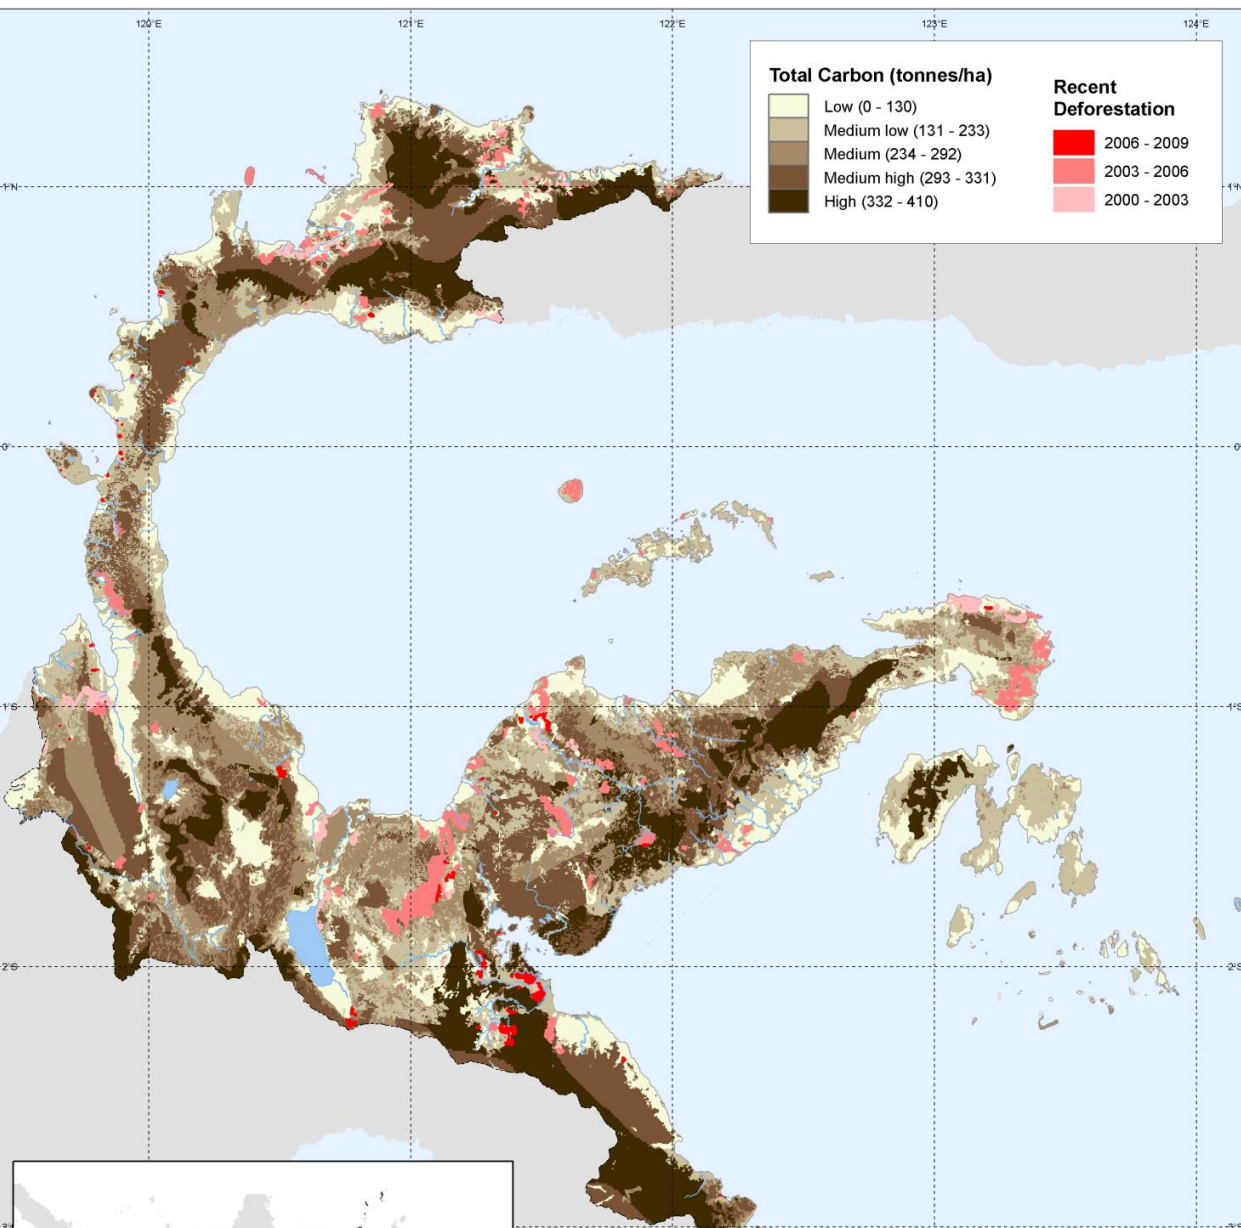 120°E 121°E 122°E 123°E 124°E
Total Carbon (tonnes/ha)
Low (0 - 130)
Medium low (131 - 233)
Medium (234 - 292)
Medium high (293 - 331)
High (332 - 410)
Recent
Deforestation
2006 - 2009
2003 - 2006
2000 - 2003
1°N 1°N
0° 0°
1°S 1°S
2°S 2°S
3°S 3°S